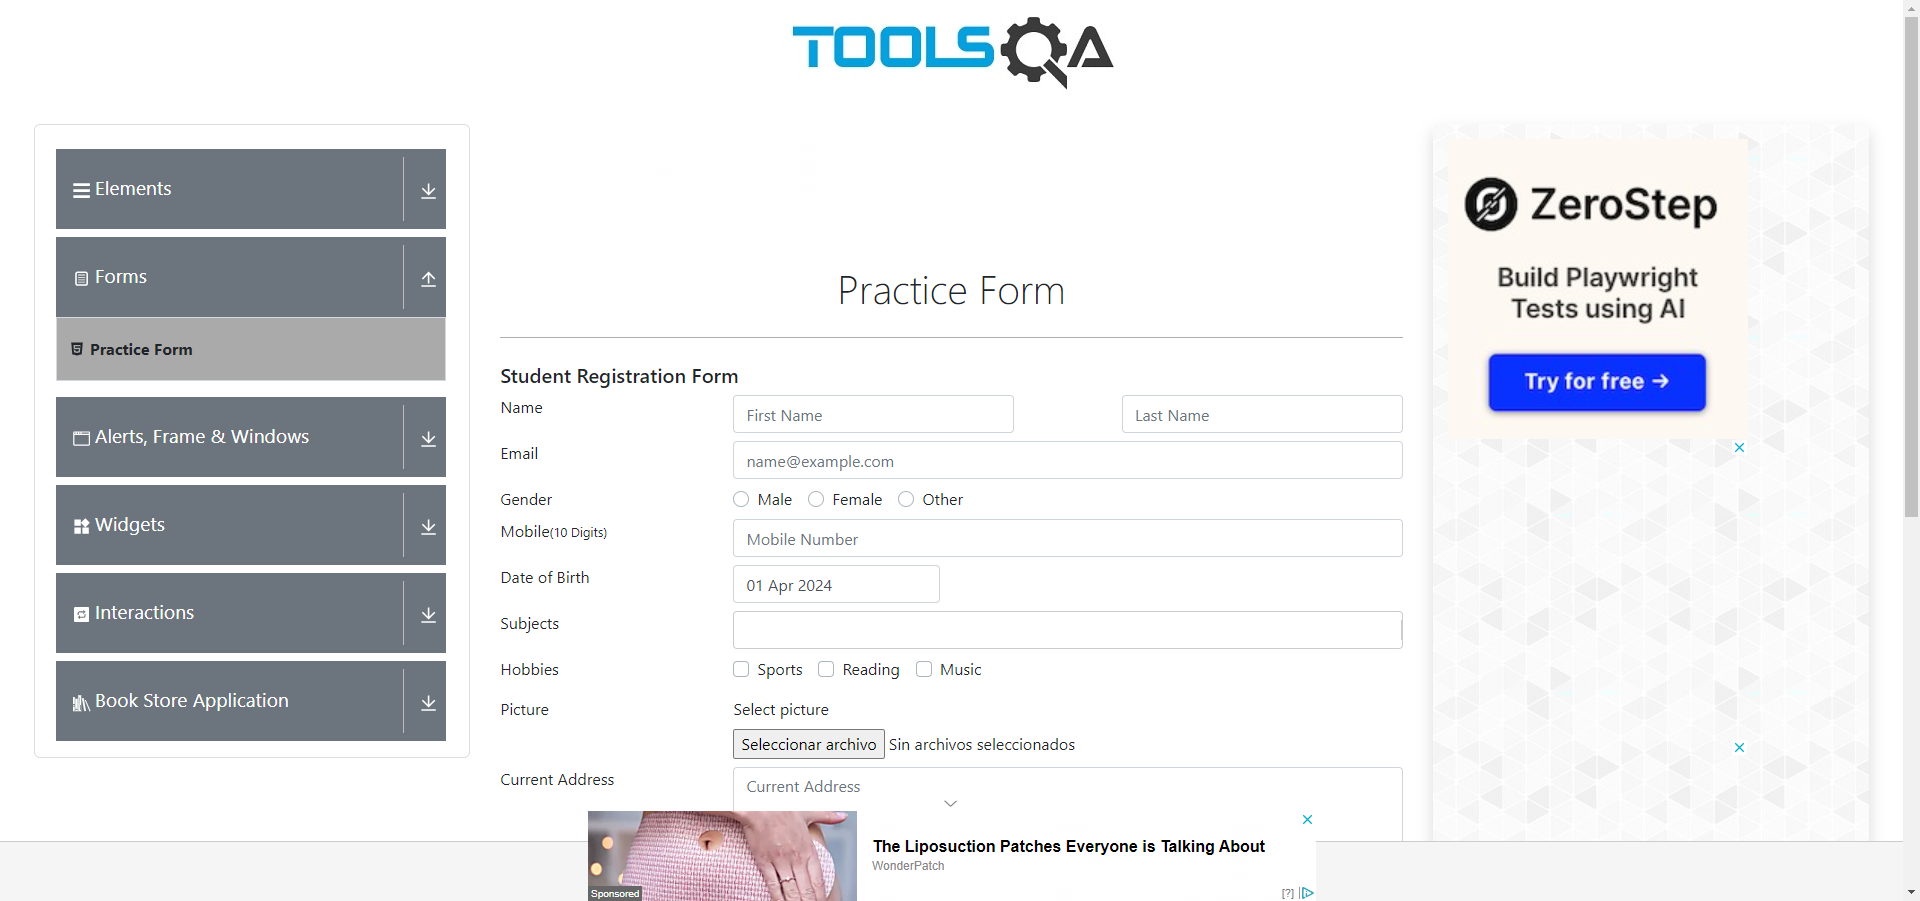 TOOLSQA
Elements
Forms
Practice Form
Alerts, Frame & Windows
Widgets
Interactions
Book Store Application
Practice Form
Student Registration Form
Name
First Name
Last Name
Email
name@example.com
Gender
Male
Female
Other
Mobile(10 Digits)
Mobile Number
Date of Birth
01 Apr 2024
Subjects
Hobbies
Sports
Reading
Music
Picture
Select picture
Seleccionar archivo
Sin archivos seleccionados
Current Address
Current Address
ZeroStep
Build Playwright
Tests using AI
Try for free →
Sponsored
The Liposuction Patches Everyone is Talking About
WonderPatch
[?]